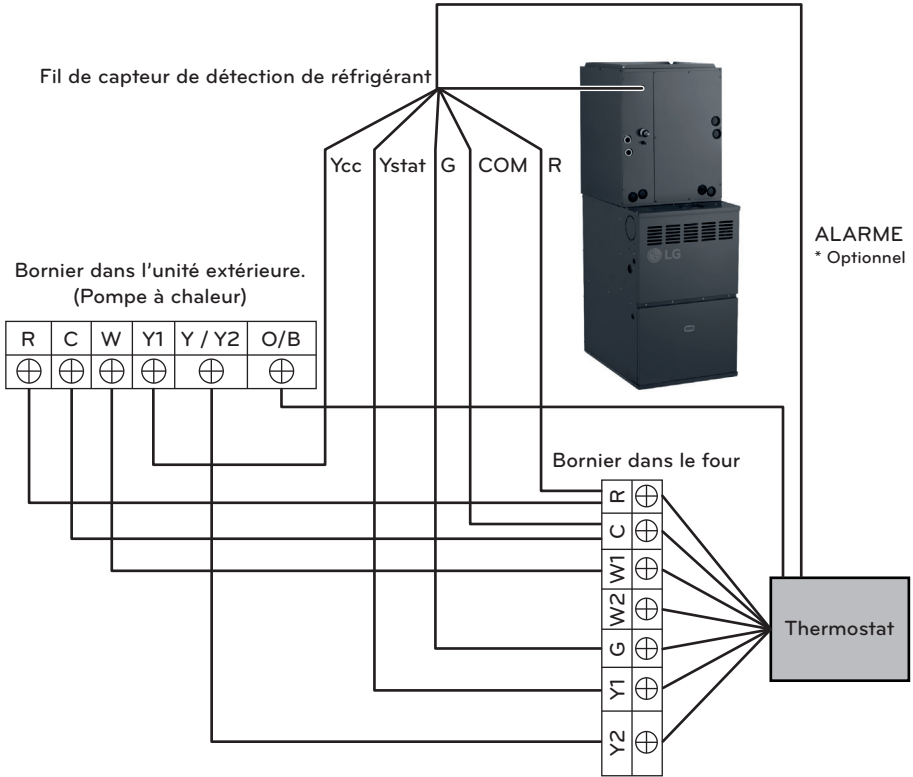 Fil de capteur de détection de réfrigérant
Ycc Ystat G COM R
LG
ALARME
* Optionnel
Bornier dans l'unité extérieure.
(Pompe à chaleur)
R C W Y1 Y / Y2 O/B
Bornier dans le four
R
C
W1
W2
G
Y1
Y2
Thermostat